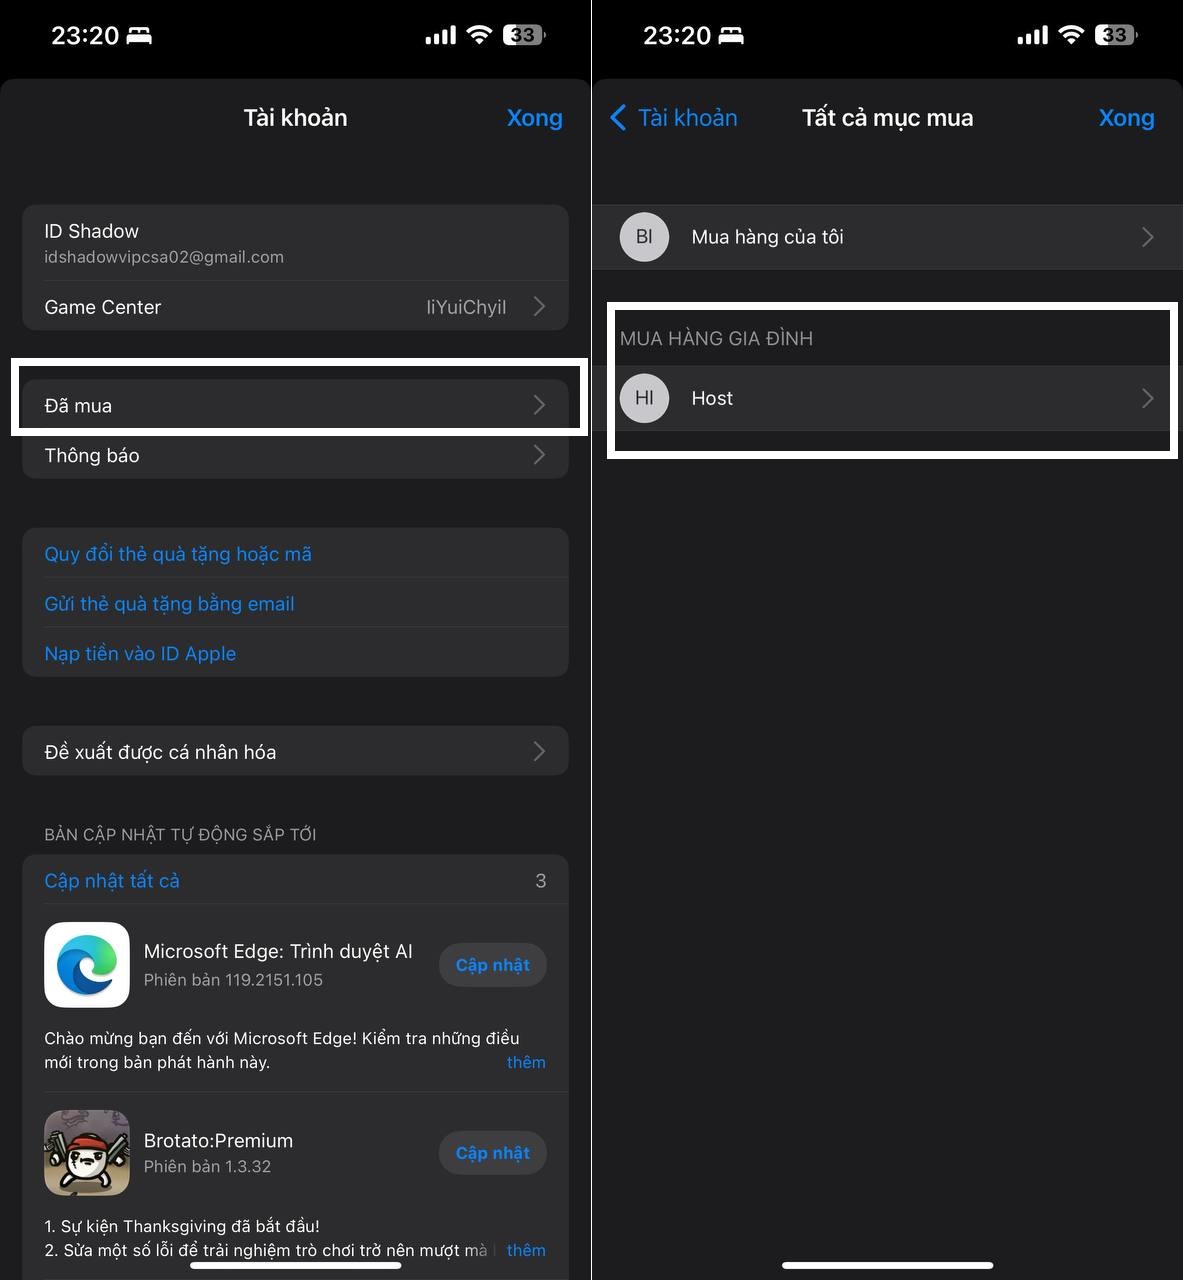 23:20
33
Tài khoản
Xong
ID Shadow
idshadowvipcsa02@gmail.com
Game Center
liYuiChyil
Đã mua
Thông báo
Quy đổi thẻ quà tặng hoặc mã
Gửi thẻ quà tặng bằng email
Nạp tiền vào ID Apple
Đề xuất được cá nhân hóa
BẢN CẬP NHẬT TỰ ĐỘNG SẮP TỚI
Cập nhật tất cả
3
Microsoft Edge: Trình duyệt AI
Phiên bản 119.2151.105
Cập nhật
Chào mừng bạn đến với Microsoft Edge! Kiểm tra những điều
mới trong bản phát hành này.
thêm
Brotato:Premium
Phiên bản 1.3.32
Cập nhật
1. Sự kiện Thanksgiving đã bắt đầu!
2. Sửa một số lỗi để trải nghiệm trò chơi trở nên mượt mà
thêm
23:20
33
Tài khoản
Tất cả mục mua
Xong
BI
Mua hàng của tôi
MUA HÀNG GIA ĐÌNH
HI
Host